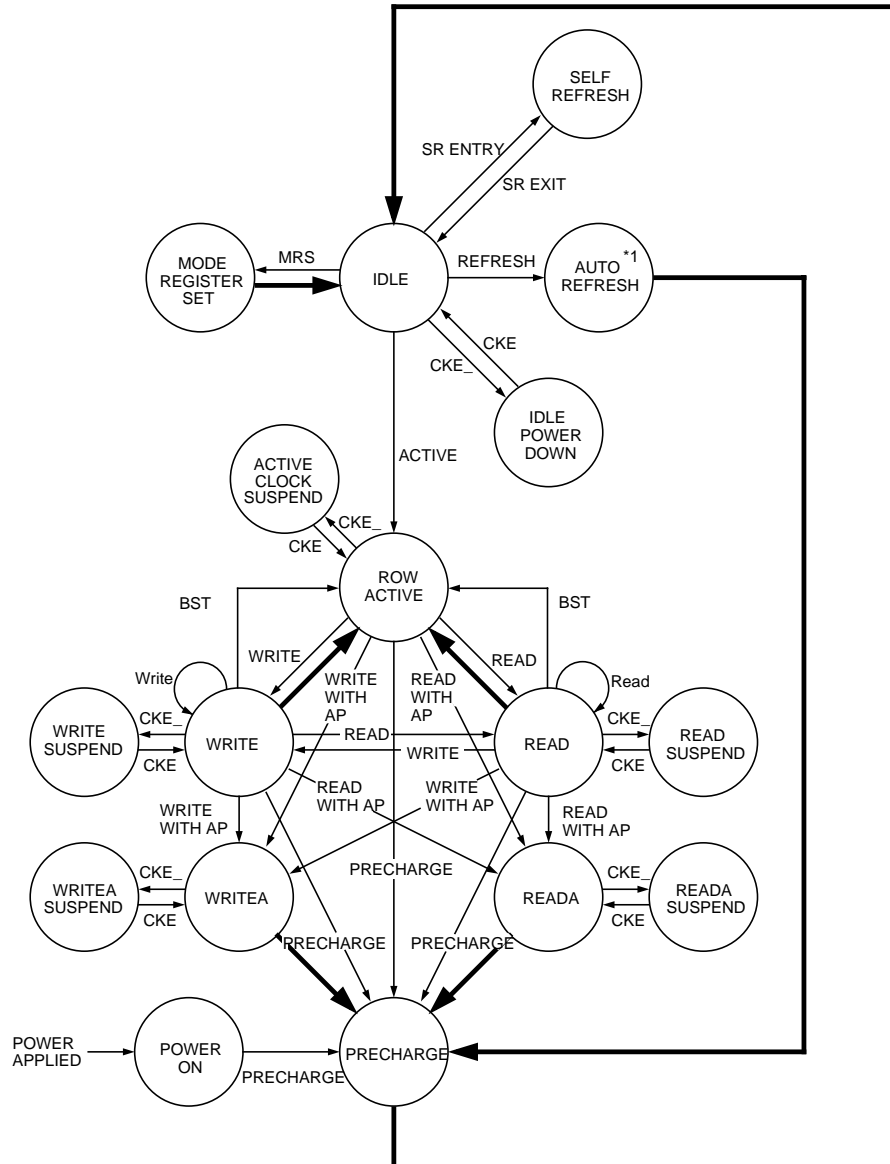 SELF
REFRESH
SR ENTRY
SR EXIT
MODE
REGISTER
SET
MRS
IDLE
REFRESH
AUTO *1
REFRESH
CKE
CKE_
IDLE
POWER
DOWN
ACTIVE
ACTIVE
CLOCK
SUSPEND
CKE_
CKE
ROW
ACTIVE
BST
BST
WRITE
READ
Write
WRITE
WITH
AP
READ
WITH
AP
Read
WRITE
SUSPEND
CKE_
CKE
WRITE
READ
WRITE
READ
CKE_
CKE
READ
SUSPEND
WRITE
WITH AP
READ
WITH AP
WRITE
WITH AP
READ
WITH AP
WRITEA
SUSPEND
CKE_
CKE
WRITEA
PRECHARGE
READA
CKE_
CKE
READA
SUSPEND
PRECHARGE
PRECHARGE
POWER
APPLIED
POWER
ON
PRECHARGE
PRECHARGE